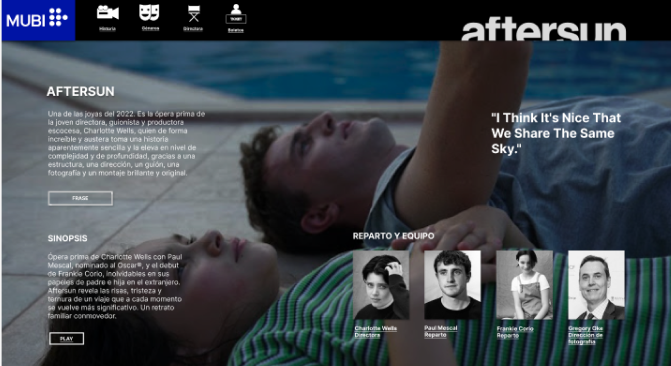 MUBI
Historia
Géneros
Directora
Boletos
TICKET
aftersun
AFTERSUN
Una de las joyas del 2022. Es la ópera prima de
la joven directora, guionista y productora
escocesa, Charlotte Wells, quien de forma
increíble y austera toma una historia
aparentemente sencilla y la eleva en nivel de
complejidad y de profundidad, gracias a una
estructura, una dirección, un guión, una
fotografía y un montaje brillante y original.
FRASE
"I Think It's Nice That
We Share The Same
Sky."
SINOPSIS
Ópera prima de Charlotte Wells con Paul
Mescal, nominado al Oscar®, y el debut
de Frankie Corio, inolvidables en sus
papeles de padre e hija en el extranjero.
Aftersun revela las risas, tristeza y
ternura de un viaje que a cada momento
se vuelve más significativo. Un retrato
familiar conmovedor.
PLAY
REPARTO Y EQUIPO
Charlotte Wells
Directora
Paul Mescal
Reparto
Frankie Corio
Reparto
Gregory Oke
Dirección de
fotografía